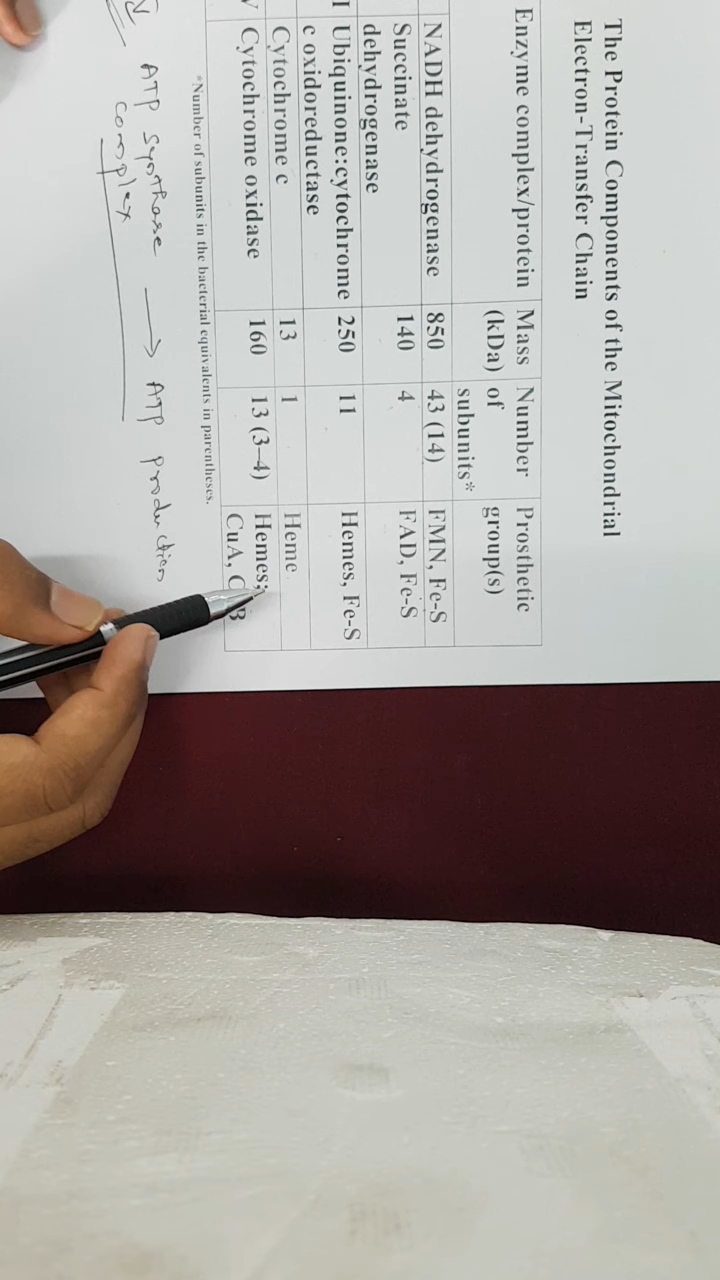 The Protein Components of the Mitochondrial
Electron-Transfer Chain
Enzyme complex/protein Mass Number Prosthetic
(kDa) of group(s)
subunits*
NADH dehydrogenase 850 43 (14) FMN, Fe-S
Succinate 140 4 FAD, Fe-S
dehydrogenase
I Ubiquinone:cytochrome 250 11 Hemes, Fe-S
c oxidoreductase
Cytochrome c 13 1 Heme
V Cytochrome oxidase 160 13 (3–4) Hemes;
CuA, C B
*Number of subunits in the bacterial equivalents in parentheses.
ATP synthase → ATP production
complex